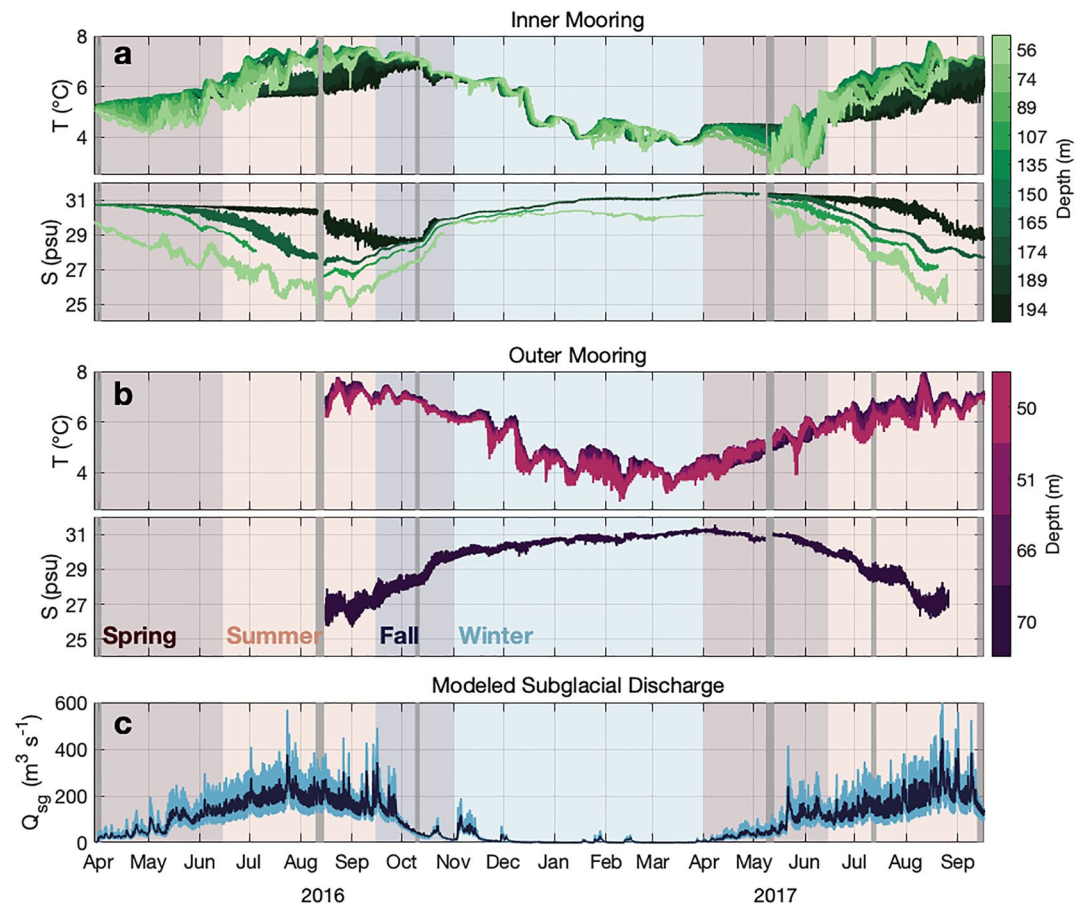 Inner Mooring
a
8
6
4
T (°C)
31
29
27
25
S (psu)
56
74
89
107
135
150
165
174
189
194
Depth (m)
Outer Mooring
b
8
6
4
T (°C)
31
29
27
25
S (psu)
Spring Summer Fall Winter
50
51
66
70
Depth (m)
Modeled Subglacial Discharge
c
600
400
200
0
Qsg (m³ s⁻¹)
Apr May Jun Jul Aug Sep Oct Nov Dec Jan Feb Mar Apr May Jun Jul Aug Sep
2016 2017